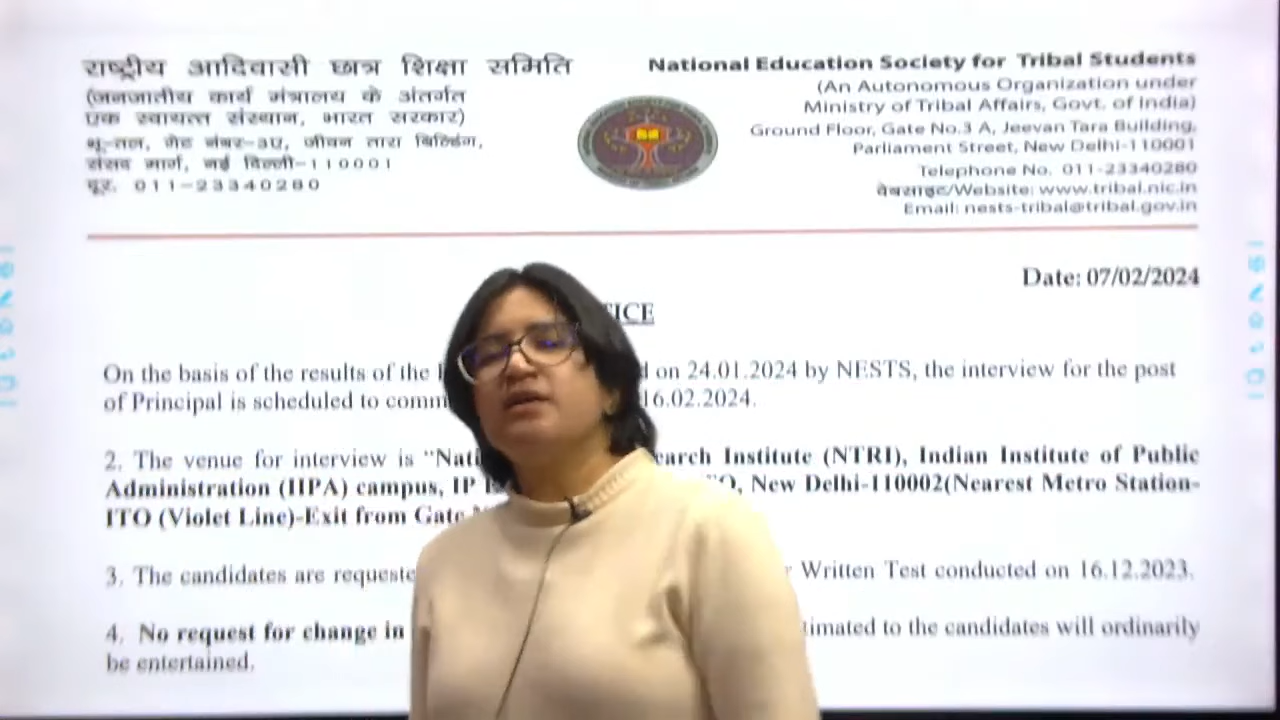 राष्ट्रीय आदिवासी छात्र शिक्षा समिति
(जनजातीय कार्य मंत्रालय के अंतर्गत
एक स्वायत्त संस्थान, भारत सरकार)
भू-तल, गेट नंबर-3ए, जीवन तारा बिल्डिंग,
संसद मार्ग, नई दिल्ली-110001
दूर. 011-23340280
National Education Society for Tribal Students
(An Autonomous Organization under
Ministry of Tribal Affairs, Govt. of India)
Ground Floor, Gate No.3 A, Jeevan Tara Building,
Parliament Street, New Delhi-110001
Telephone No. 011-23340280
वेबसाइट/Website: www.tribal.nic.in
Email: nests-tribal@tribal.gov.in
Date: 07/02/2024
TICE
On the basis of the results of the d on 24.01.2024 by NESTS, the interview for the post
of Principal is scheduled to comm 16.02.2024.
2. The venue for interview is "Nati earch Institute (NTRI), Indian Institute of Public
Administration (IIPA) campus, IP O, New Delhi-110002(Nearest Metro Station-
ITO (Violet Line)-Exit from Gate
3. The candidates are requeste r Written Test conducted on 16.12.2023.
4. No request for change in timated to the candidates will ordinarily
be entertained.